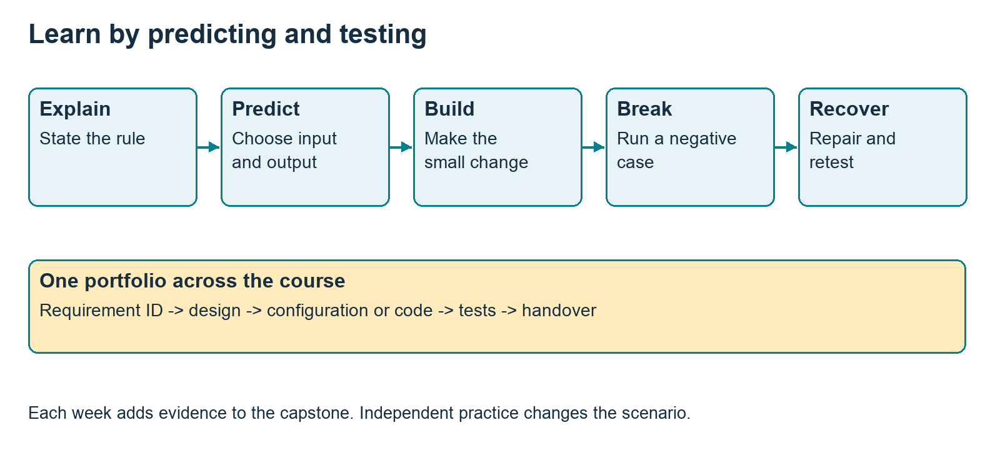 Learn by predicting and testing
Explain
State the rule
Predict
Choose input
and output
Build
Make the
small change
Break
Run a negative
case
Recover
Repair and
retest
One portfolio across the course
Requirement ID -> design -> configuration or code -> tests -> handover
Each week adds evidence to the capstone. Independent practice changes the scenario.